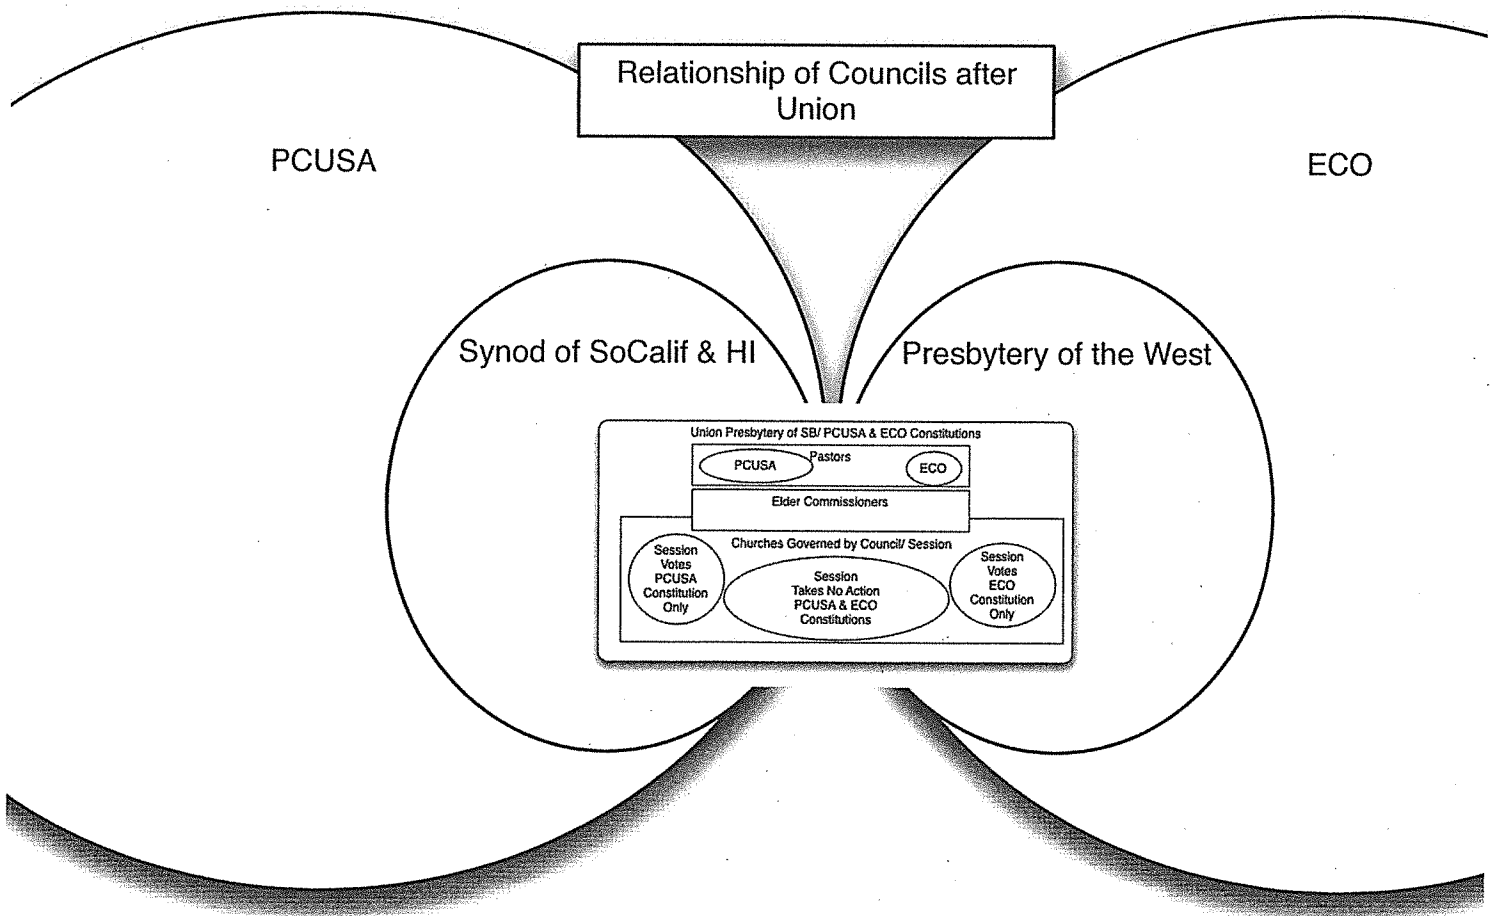 Relationship of Councils after
Union
PCUSA
ECO
Synod of SoCalif & HI
Presbytery of the West
Union Presbytery of SB/ PCUSA & ECO Constitutions
Pastors
PCUSA
ECO
Elder Commissioners
Churches Governed by Council/ Session
Session
Votes
PCUSA
Constitution
Only
Session
Takes No Action
PCUSA & ECO
Constitutions
Session
Votes
ECO
Constitution
Only